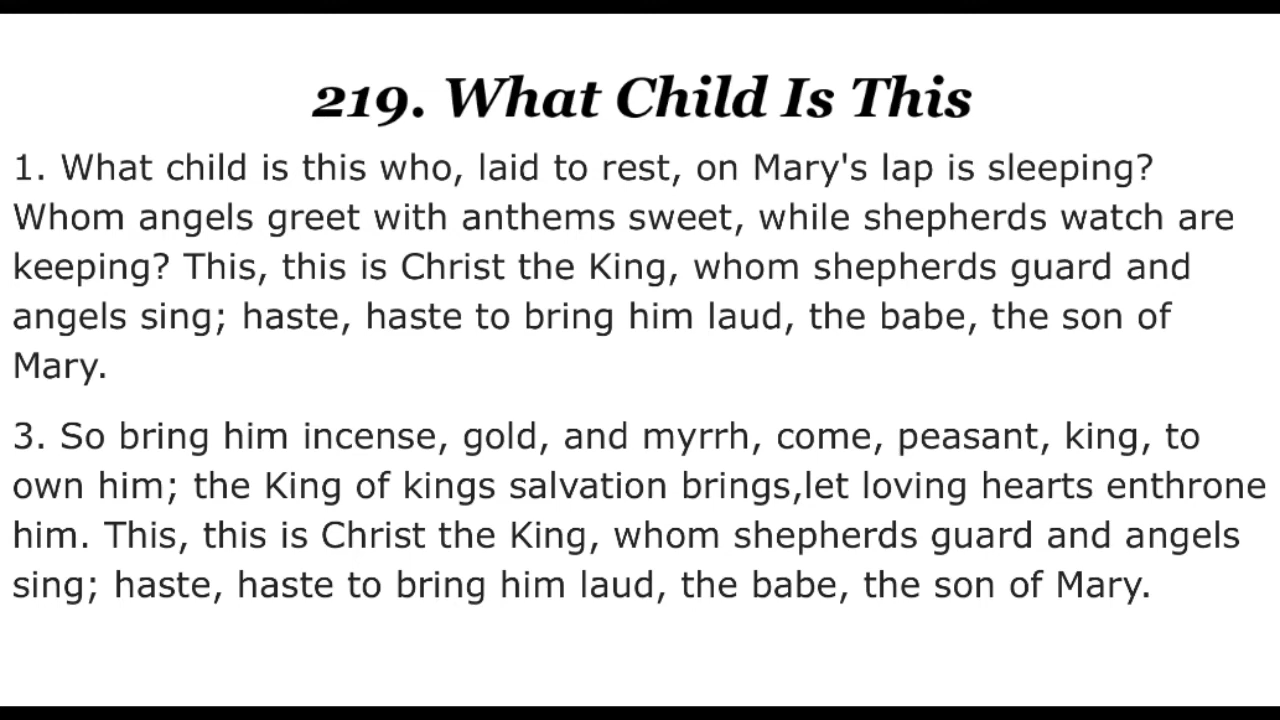 219. What Child Is This
1. What child is this who, laid to rest, on Mary's lap is sleeping?
Whom angels greet with anthems sweet, while shepherds watch are
keeping? This, this is Christ the King, whom shepherds guard and
angels sing; haste, haste to bring him laud, the babe, the son of
Mary.
3. So bring him incense, gold, and myrrh, come, peasant, king, to
own him; the King of kings salvation brings,let loving hearts enthrone
him. This, this is Christ the King, whom shepherds guard and angels
sing; haste, haste to bring him laud, the babe, the son of Mary.